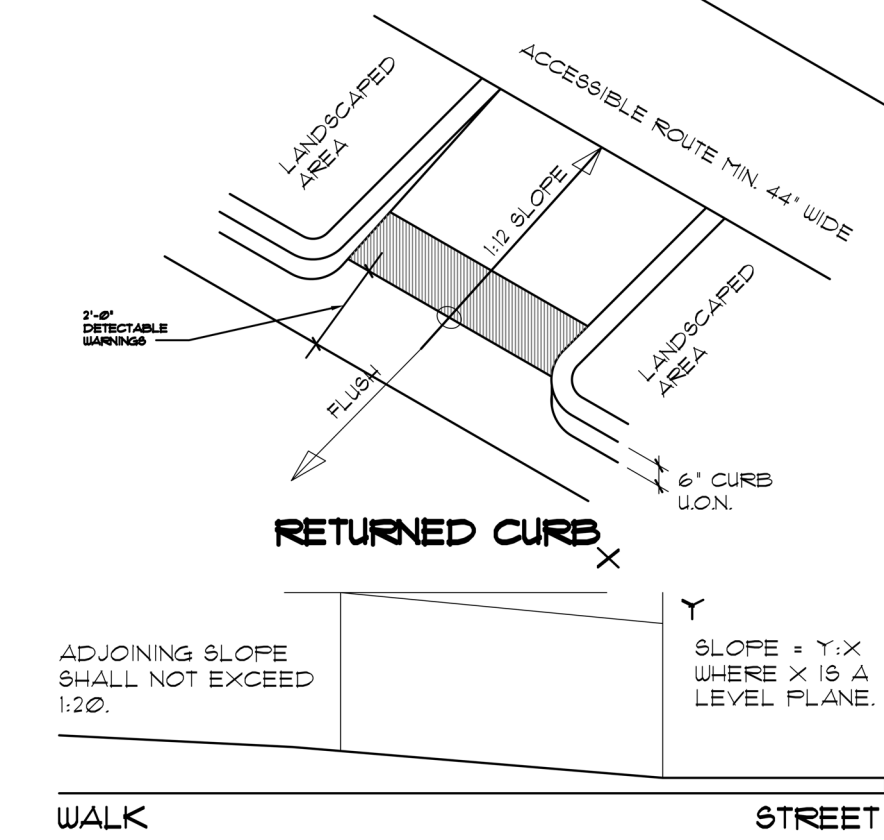 ACCESSIBLE ROUTE MIN. 44" WIDE
LANDSCAPED
AREA
1:12 SLOPE
2'-0"
DETECTABLE
WARNINGS
FLUSH
LANDSCAPED
AREA
6" CURB
U.O.N.
RETURNED CURB
X
Y
ADJOINING SLOPE
SHALL NOT EXCEED
1:20.
SLOPE = Y:X
WHERE X IS A
LEVEL PLANE.
WALK
STREET